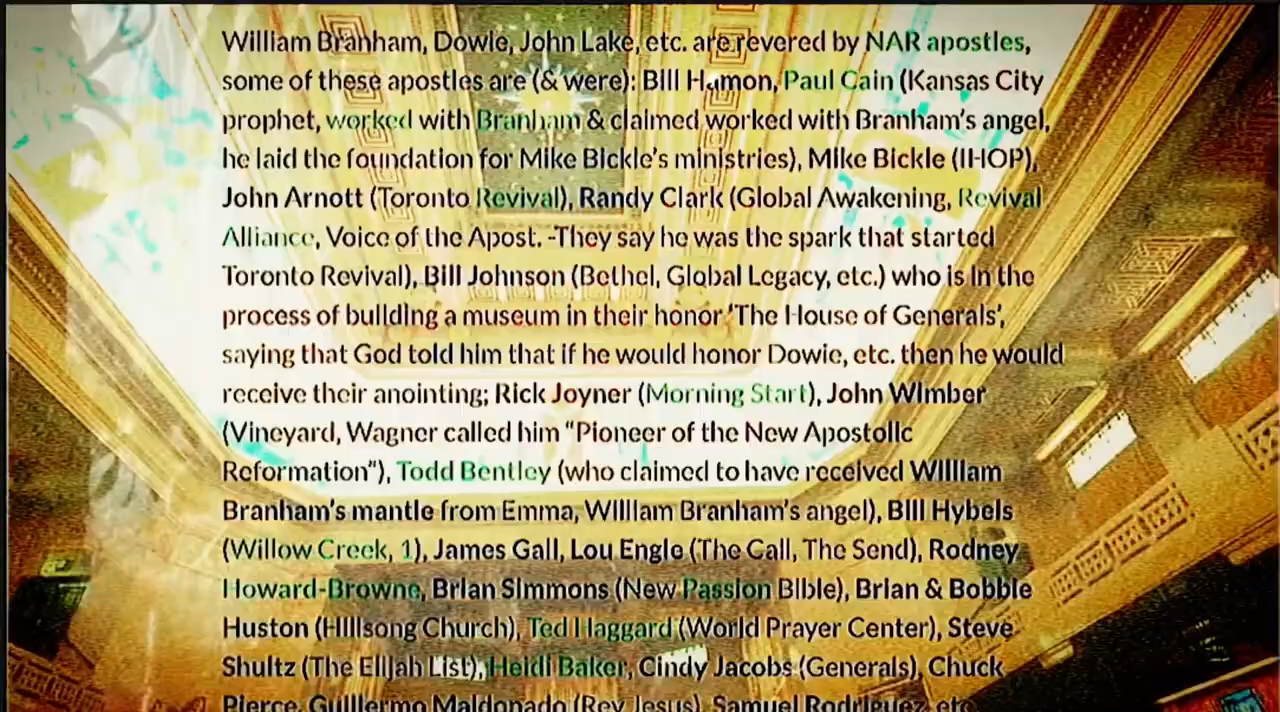 William Branham, Dowie, John Lake, etc. are revered by NAR apostles,
some of these apostles are (& were): Bill Hamon, Paul Cain (Kansas City
prophet, worked with Branham & claimed worked with Branham's angel,
he laid the foundation for Mike Bickle's ministries), Mike Bickle (IHOP),
John Arnott (Toronto Revival), Randy Clark (Global Awakening, Revival
Alliance, Voice of the Apost. -They say he was the spark that started
Toronto Revival), Bill Johnson (Bethel, Global Legacy, etc.) who is in the
process of building a museum in their honor 'The House of Generals',
saying that God told him that if he would honor Dowie, etc. then he would
receive their anointing; Rick Joyner (Morning Start), John Wimber
(Vineyard, Wagner called him "Pioneer of the New Apostolic
Reformation"), Todd Bentley (who claimed to have received William
Branham's mantle from Emma, William Branham's angel), Bill Hybels
(Willow Creek, 1), James Gall, Lou Engle (The Call, The Send), Rodney
Howard-Browne, Brian Simmons (New Passion Bible), Brian & Bobbie
Huston (Hillsong Church), Ted Haggard (World Prayer Center), Steve
Shultz (The Elijah List), Heidi Baker, Cindy Jacobs (Generals), Chuck
Pierce, Guillermo Maldonado (Rey Jesus), Samuel Rodriguez, etc